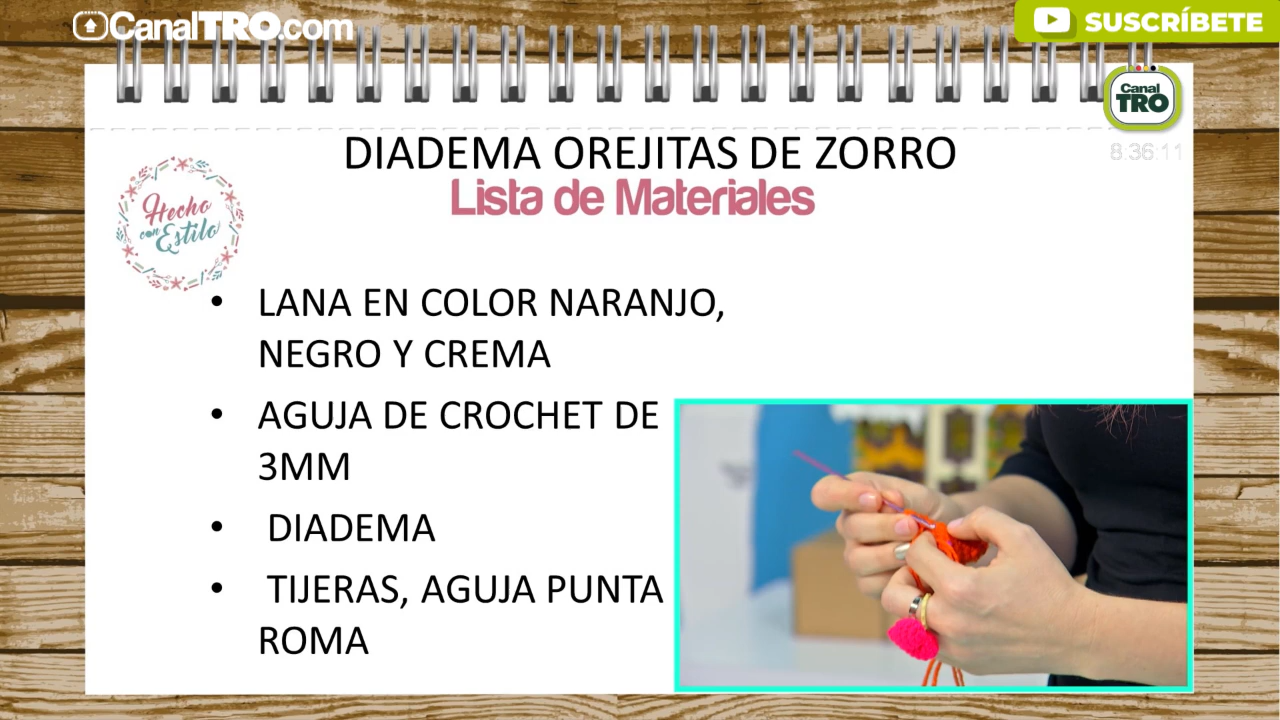 CanalTRO.com
SUSCRÍBETE
Canal
TRO
8:36:11
DIADEMA OREJITAS DE ZORRO
Lista de Materiales
Hecho
con Estilo
• LANA EN COLOR NARANJO,
NEGRO Y CREMA
• AGUJA DE CROCHET DE
3MM
• DIADEMA
• TIJERAS, AGUJA PUNTA
ROMA